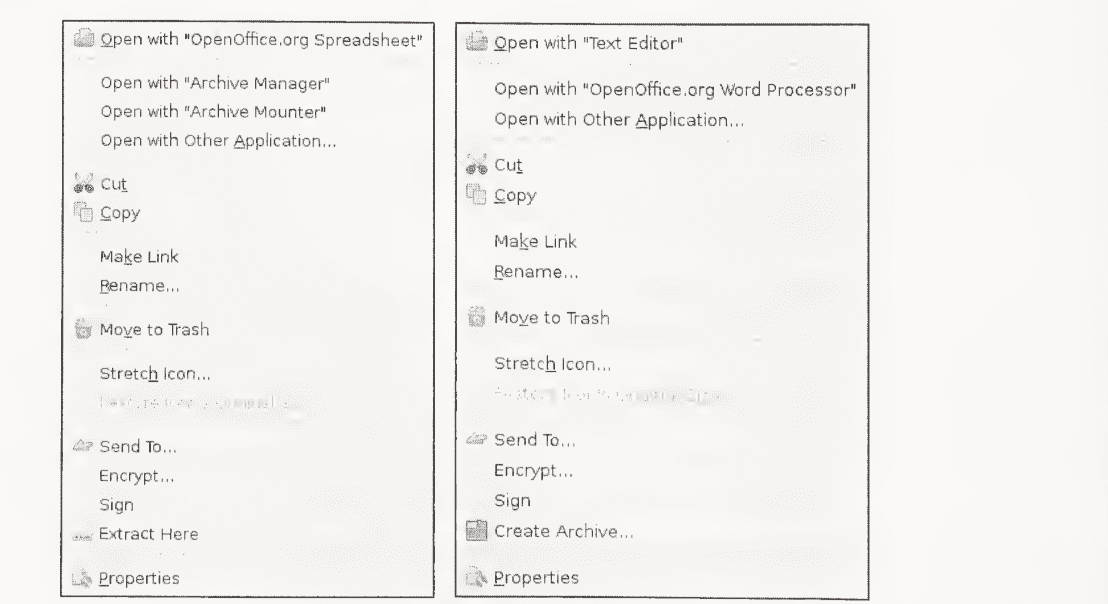 Open with "OpenOffice.org Spreadsheet"
Open with "Archive Manager"
Open with "Archive Mounter"
Open with Other Application...
Cut
Copy
Make Link
Rename...
Move to Trash
Stretch Icon...
Send To...
Encrypt...
Sign
Extract Here
Properties
Open with "Text Editor"
Open with "OpenOffice.org Word Processor"
Open with Other Application...
Cut
Copy
Make Link
Rename...
Move to Trash
Stretch Icon...
Send To...
Encrypt...
Sign
Create Archive...
Properties